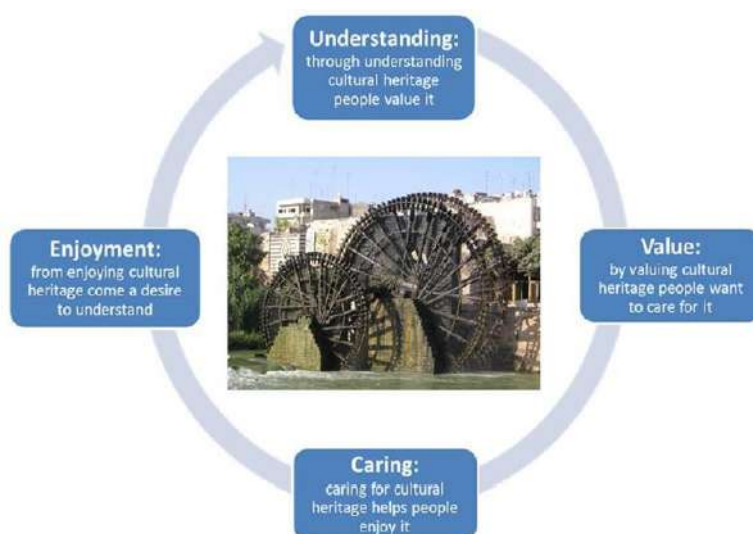 Understanding:
through understanding
cultural heritage
people value it
Enjoyment:
from enjoying cultural
heritage come a desire
to understand
Value:
by valuing cultural
heritage people want
to care for it
Caring:
caring for cultural
heritage helps people
enjoy it